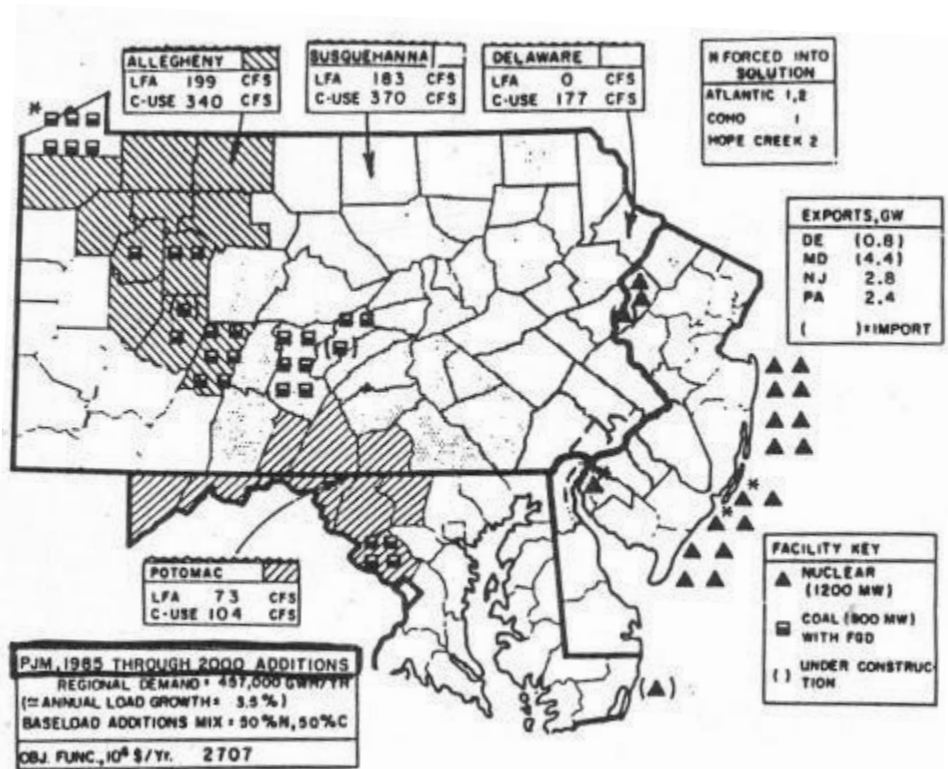 ALLEGHENY
LFA 199 CFS
C-USE 340 CFS
SUSQUEHANNA
LFA 183 CFS
C-USE 370 CFS
DELAWARE
LFA 0 CFS
C-USE 177 CFS
* FORCED INTO
SOLUTION
ATLANTIC 1,2
COHO 1
HOPE CREEK 2
*
EXPORTS, GW
DE (0.8)
MD (4.4)
NJ 2.8
PA 2.4
( )=IMPORT
( )
*
*
*
*
POTOMAC
LFA 73 CFS
C-USE 104 CFS
FACILITY KEY
NUCLEAR
(1200 MW)
COAL (800 MW)
WITH FGD
( ) UNDER CONSTRUC-
TION
( )
PJM, 1985 THROUGH 2000 ADDITIONS
REGIONAL DEMAND = 457,000 GWH/YR
(≃ANNUAL LOAD GROWTH= 3.5%)
BASELOAD ADDITIONS MIX = 50%N, 50%C
OBJ. FUNC., 10⁶ $/Yr. 2707